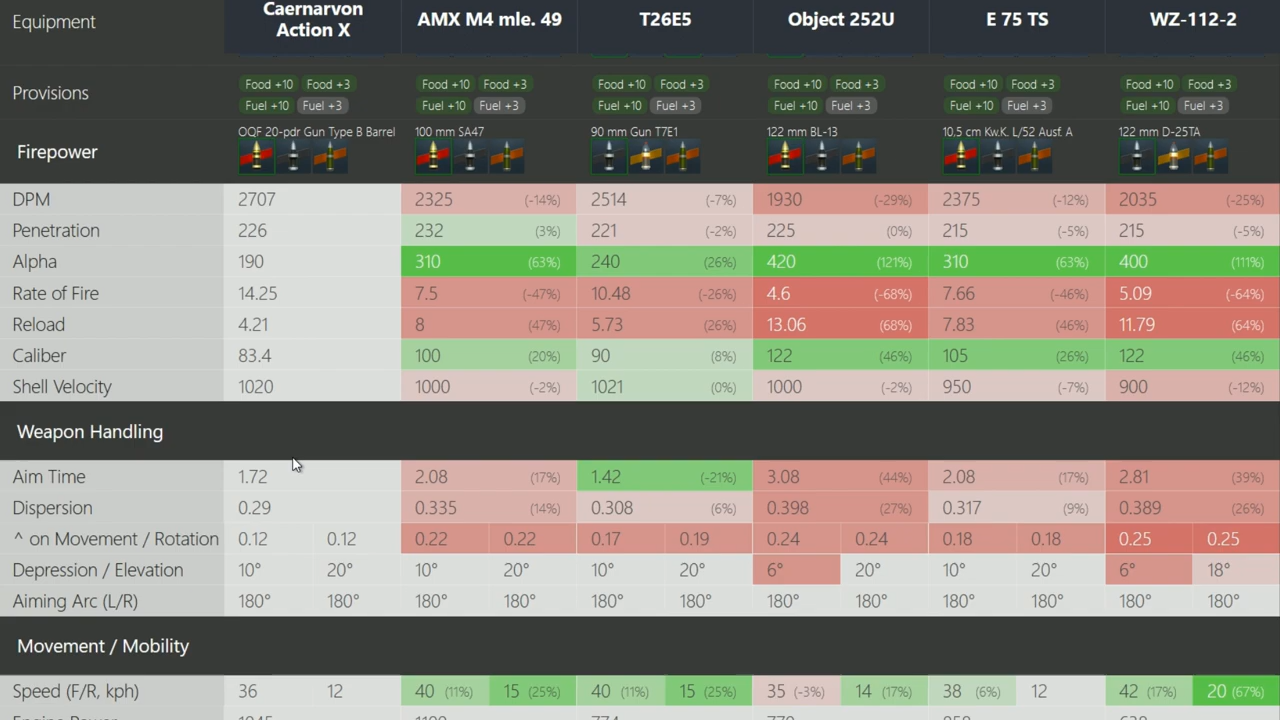 Equipment Caernarvon Action X AMX M4 mle. 49 T26E5 Object 252U E 75 TS WZ-112-2
Provisions Food +10 Food +3 Food +10 Food +3 Food +10 Food +3 Food +10 Food +3 Food +10 Food +3 Food +10 Food +3
Fuel +10 Fuel +3 Fuel +10 Fuel +3 Fuel +10 Fuel +3 Fuel +10 Fuel +3 Fuel +10 Fuel +3 Fuel +10 Fuel +3
OQF 20-pdr Gun Type B Barrel 100 mm SA47 90 mm Gun T7E1 122 mm BL-13 10,5 cm Kw.K. L/52 Ausf. A 122 mm D-25TA
Firepower
DPM 2707 2325 (-14%) 2514 (-7%) 1930 (-29%) 2375 (-12%) 2035 (-25%)
Penetration 226 232 (3%) 221 (-2%) 225 (0%) 215 (-5%) 215 (-5%)
Alpha 190 310 (63%) 240 (26%) 420 (121%) 310 (63%) 400 (111%)
Rate of Fire 14.25 7.5 (-47%) 10.48 (-26%) 4.6 (-68%) 7.66 (-46%) 5.09 (-64%)
Reload 4.21 8 (47%) 5.73 (26%) 13.06 (68%) 7.83 (46%) 11.79 (64%)
Caliber 83.4 100 (20%) 90 (8%) 122 (46%) 105 (26%) 122 (46%)
Shell Velocity 1020 1000 (-2%) 1021 (0%) 1000 (-2%) 950 (-7%) 900 (-12%)
Weapon Handling
Aim Time 1.72 2.08 (17%) 1.42 (-21%) 3.08 (44%) 2.08 (17%) 2.81 (39%)
Dispersion 0.29 0.335 (14%) 0.308 (6%) 0.398 (27%) 0.317 (9%) 0.389 (26%)
^ on Movement / Rotation 0.12 0.12 0.22 0.22 0.17 0.19 0.24 0.24 0.18 0.18 0.25 0.25
Depression / Elevation 10° 20° 10° 20° 10° 20° 6° 20° 10° 20° 6° 18°
Aiming Arc (L/R) 180° 180° 180° 180° 180° 180° 180° 180° 180° 180° 180° 180°
Movement / Mobility
Speed (F/R, kph) 36 12 40 (11%) 15 (25%) 40 (11%) 15 (25%) 35 (-3%) 14 (17%) 38 (6%) 12 42 (17%) 20 (67%)